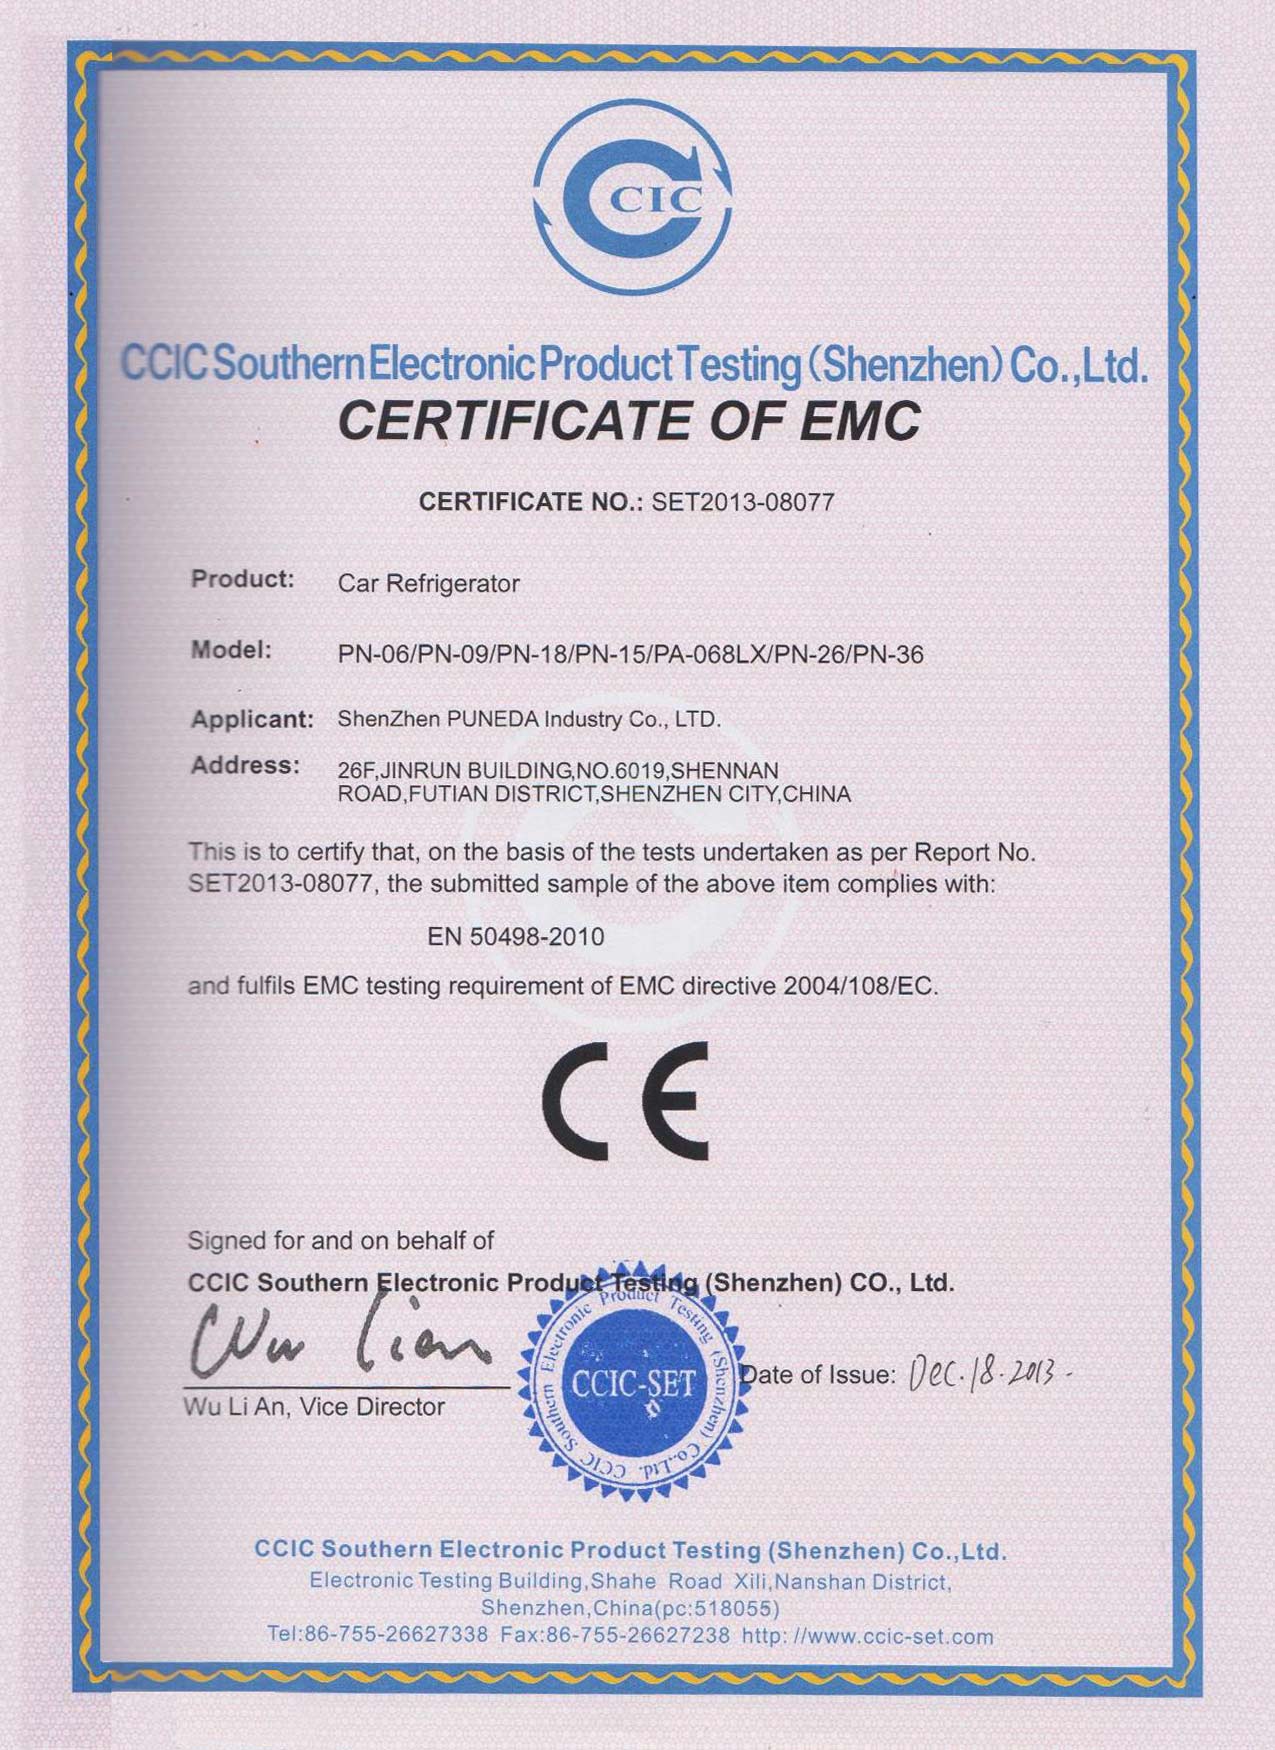 CIC
CCIC Southern Electronic Product Testing (Shenzhen) Co.,Ltd.
CERTIFICATE OF EMC
CERTIFICATE NO.: SET2013-08077
Product: Car Refrigerator
Model: PN-06/PN-09/PN-18/PN-15/PA-068LX/PN-26/PN-36
Applicant: ShenZhen PUNEDA Industry Co., LTD.
Address: 26F,JINRUN BUILDING,NO.6019,SHENNAN
ROAD,FUTIAN DISTRICT,SHENZHEN CITY,CHINA
This is to certify that, on the basis of the tests undertaken as per Report No.
SET2013-08077, the submitted sample of the above item complies with:
EN 50498-2010
and fulfils EMC testing requirement of EMC directive 2004/108/EC.
CE
Signed for and on behalf of
CCIC Southern Electronic Product Testing (Shenzhen) CO., Ltd.
Wu Lian
CCIC Southern Electronic Product Testing (Shenzhen) Co.,Ltd.
CCIC-SET
Date of Issue: Dec.18.2013.
Wu Li An, Vice Director
CCIC Southern Electronic Product Testing (Shenzhen) Co.,Ltd.
Electronic Testing Building,Shahe Road Xili,Nanshan District,
Shenzhen,China(pc:518055)
Tel:86-755-26627338 Fax:86-755-26627238 http: //www.ccic-set.com